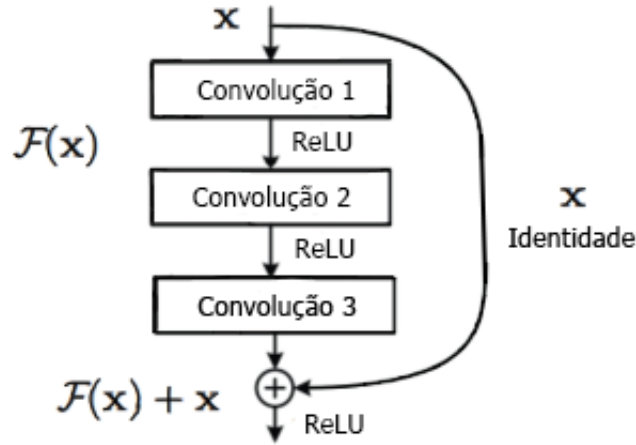 x
Convolução 1
ReLU
F(x)
Convolução 2
x
Identidade
ReLU
Convolução 3
F(x) + x
+
ReLU